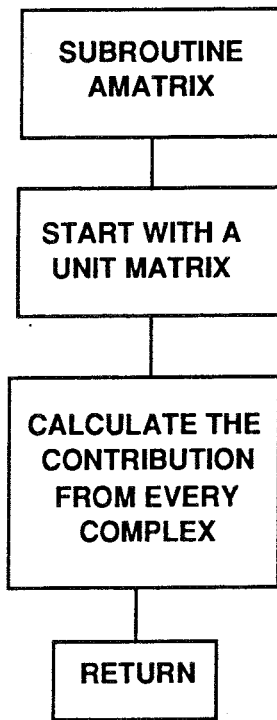 SUBROUTINE
AMATRIX
START WITH A
UNIT MATRIX
CALCULATE THE
CONTRIBUTION
FROM EVERY
COMPLEX
RETURN